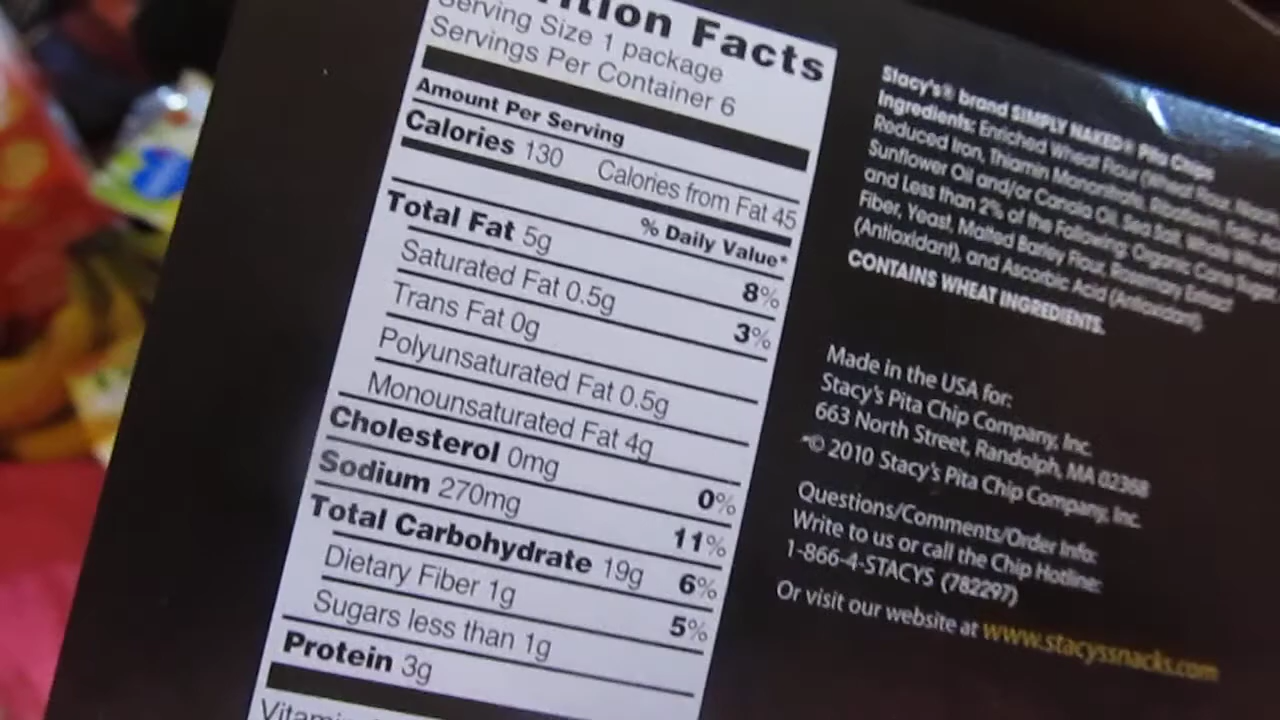 Nutrition Facts
Serving Size 1 package
Servings Per Container 6
Amount Per Serving
Calories 130 Calories from Fat 45
% Daily Value*
Total Fat 5g 8%
Saturated Fat 0.5g 3%
Trans Fat 0g
Polyunsaturated Fat 0.5g
Monounsaturated Fat 4g
Cholesterol 0mg 0%
Sodium 270mg 11%
Total Carbohydrate 19g 6%
Dietary Fiber 1g 5%
Sugars less than 1g
Protein 3g
Stacy's® brand SIMPLY NAKED® Pita Chips
Ingredients: Enriched Wheat Flour (Wheat Flour,
Reduced Iron, Thiamin Mononitrate, Riboflavin, Folic
Sunflower Oil and/or Canola Oil, Sea Salt, Whole Wheat
and Less than 2% of the Following: Organic Cane Sugar,
Fiber, Yeast, Malted Barley Flour, Rosemary Extract
(Antioxidant), and Ascorbic Acid (Antioxidant).
CONTAINS WHEAT INGREDIENTS.
Made in the USA for:
Stacy's Pita Chip Company, Inc.
663 North Street, Randolph, MA 02368
© 2010 Stacy's Pita Chip Company, Inc.
Questions/Comments/Order Info:
Write to us or call the Chip Hotline:
1-866-4-STACYS (782297)
Or visit our website at www.stacyssnacks.com